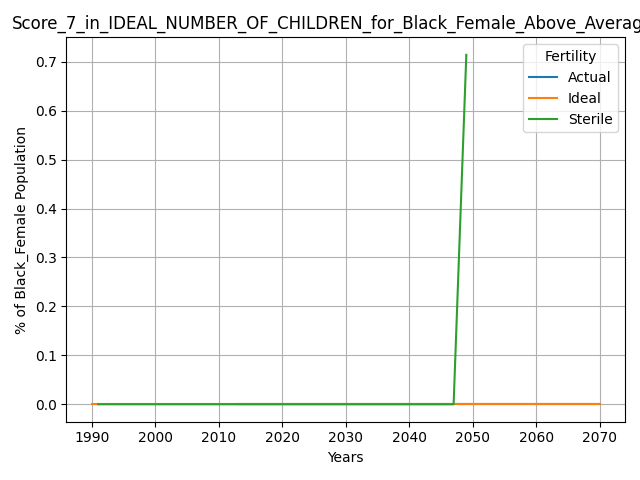 Score_7_in_IDEAL_NUMBER_OF_CHILDREN_for_Black_Female_Above_Averag
Fertility
Actual
Ideal
Sterile
% of Black_Female Population
0.7
0.6
0.5
0.4
0.3
0.2
0.1
0.0
1990 2000 2010 2020 2030 2040 2050 2060 2070
Years